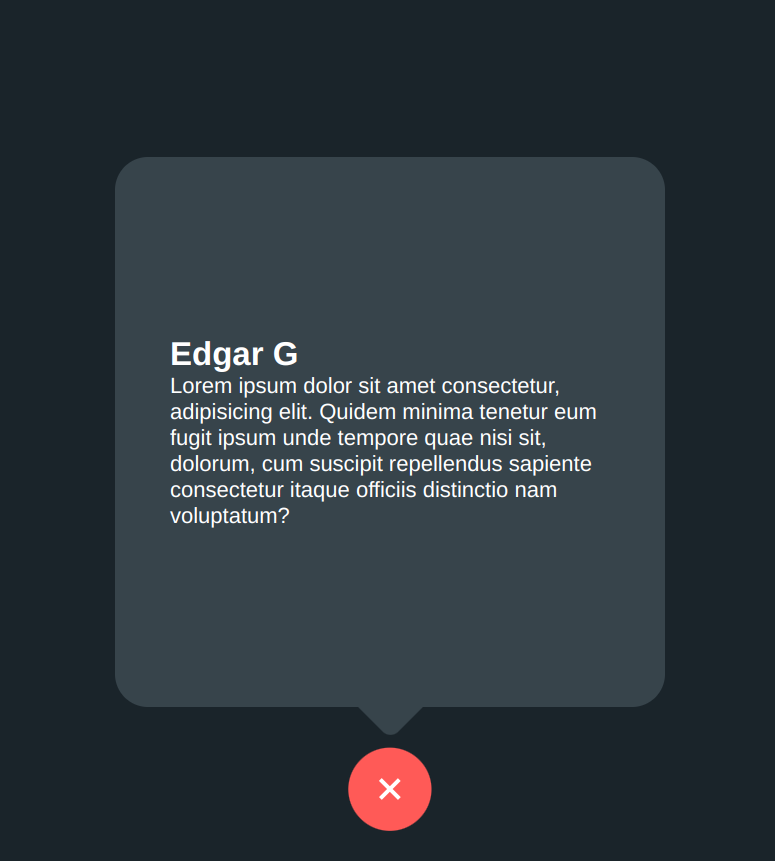 Edgar G
Lorem ipsum dolor sit amet consectetur,
adipisicing elit. Quidem minima tenetur eum
fugit ipsum unde tempore quae nisi sit,
dolorum, cum suscipit repellendus sapiente
consectetur itaque officiis distinctio nam
voluptatum?